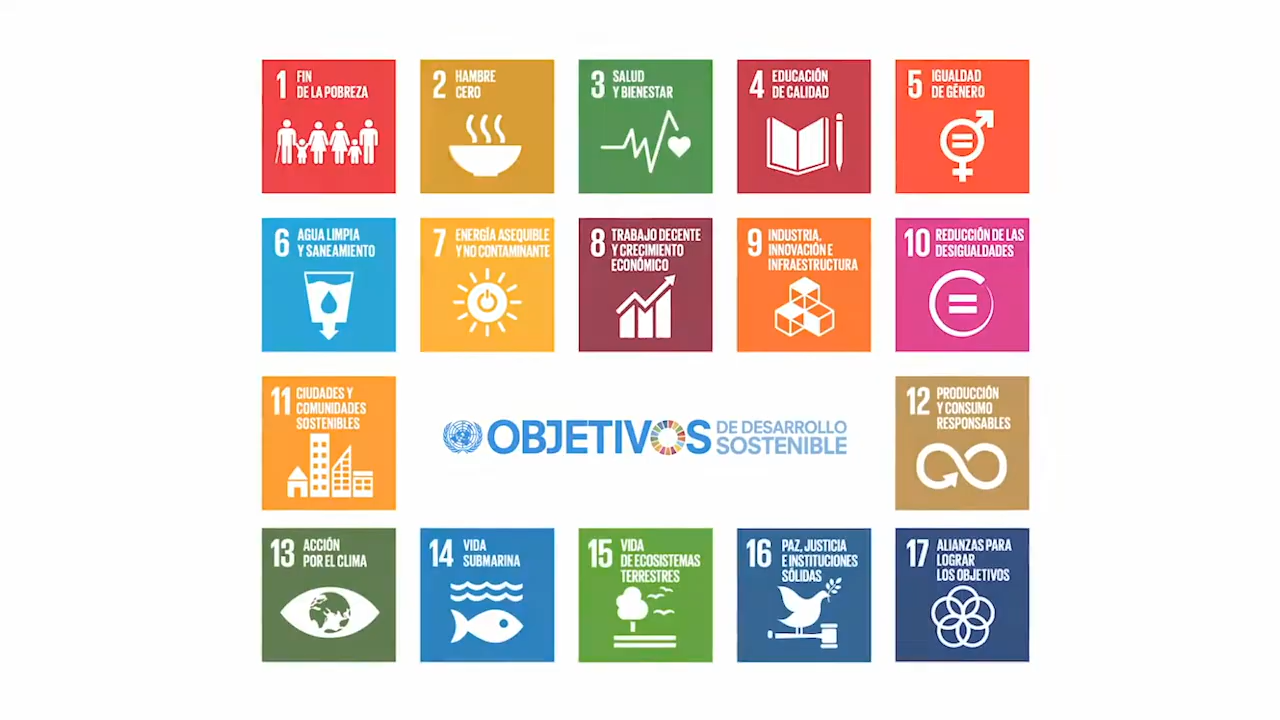 1 FIN
DE LA POBREZA
2 HAMBRE
CERO
3 SALUD
Y BIENESTAR
4 EDUCACIÓN
DE CALIDAD
5 IGUALDAD
DE GÉNERO
6 AGUA LIMPIA
Y SANEAMIENTO
7 ENERGÍA ASEQUIBLE
Y NO CONTAMINANTE
8 TRABAJO DECENTE
Y CRECIMIENTO
ECONÓMICO
9 INDUSTRIA,
INNOVACIÓN E
INFRAESTRUCTURA
10 REDUCCIÓN DE LAS
DESIGUALDADES
11 CIUDADES Y
COMUNIDADES
SOSTENIBLES
OBJETIVOS
DE DESARROLLO
SOSTENIBLE
12 PRODUCCIÓN
Y CONSUMO
RESPONSABLES
13 ACCIÓN
POR EL CLIMA
14 VIDA
SUBMARINA
15 VIDA
DE ECOSISTEMAS
TERRESTRES
16 PAZ, JUSTICIA
E INSTITUCIONES
SÓLIDAS
17 ALIANZAS PARA
LOGRAR
LOS OBJETIVOS